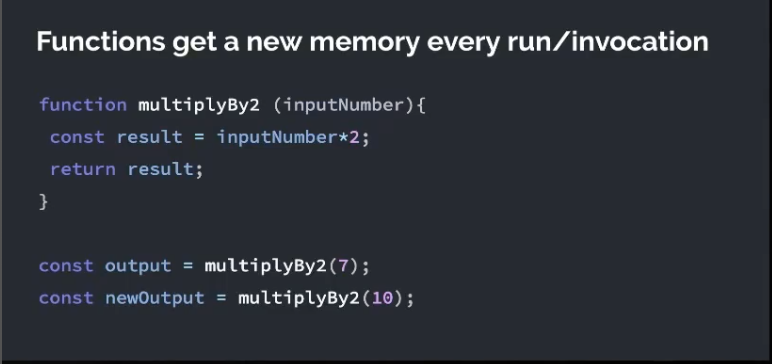 Functions get a new memory every run/invocation
function multiplyBy2 (inputNumber){
const result = inputNumber*2;
return result;
}
const output = multiplyBy2(7);
const newOutput = multiplyBy2(10);